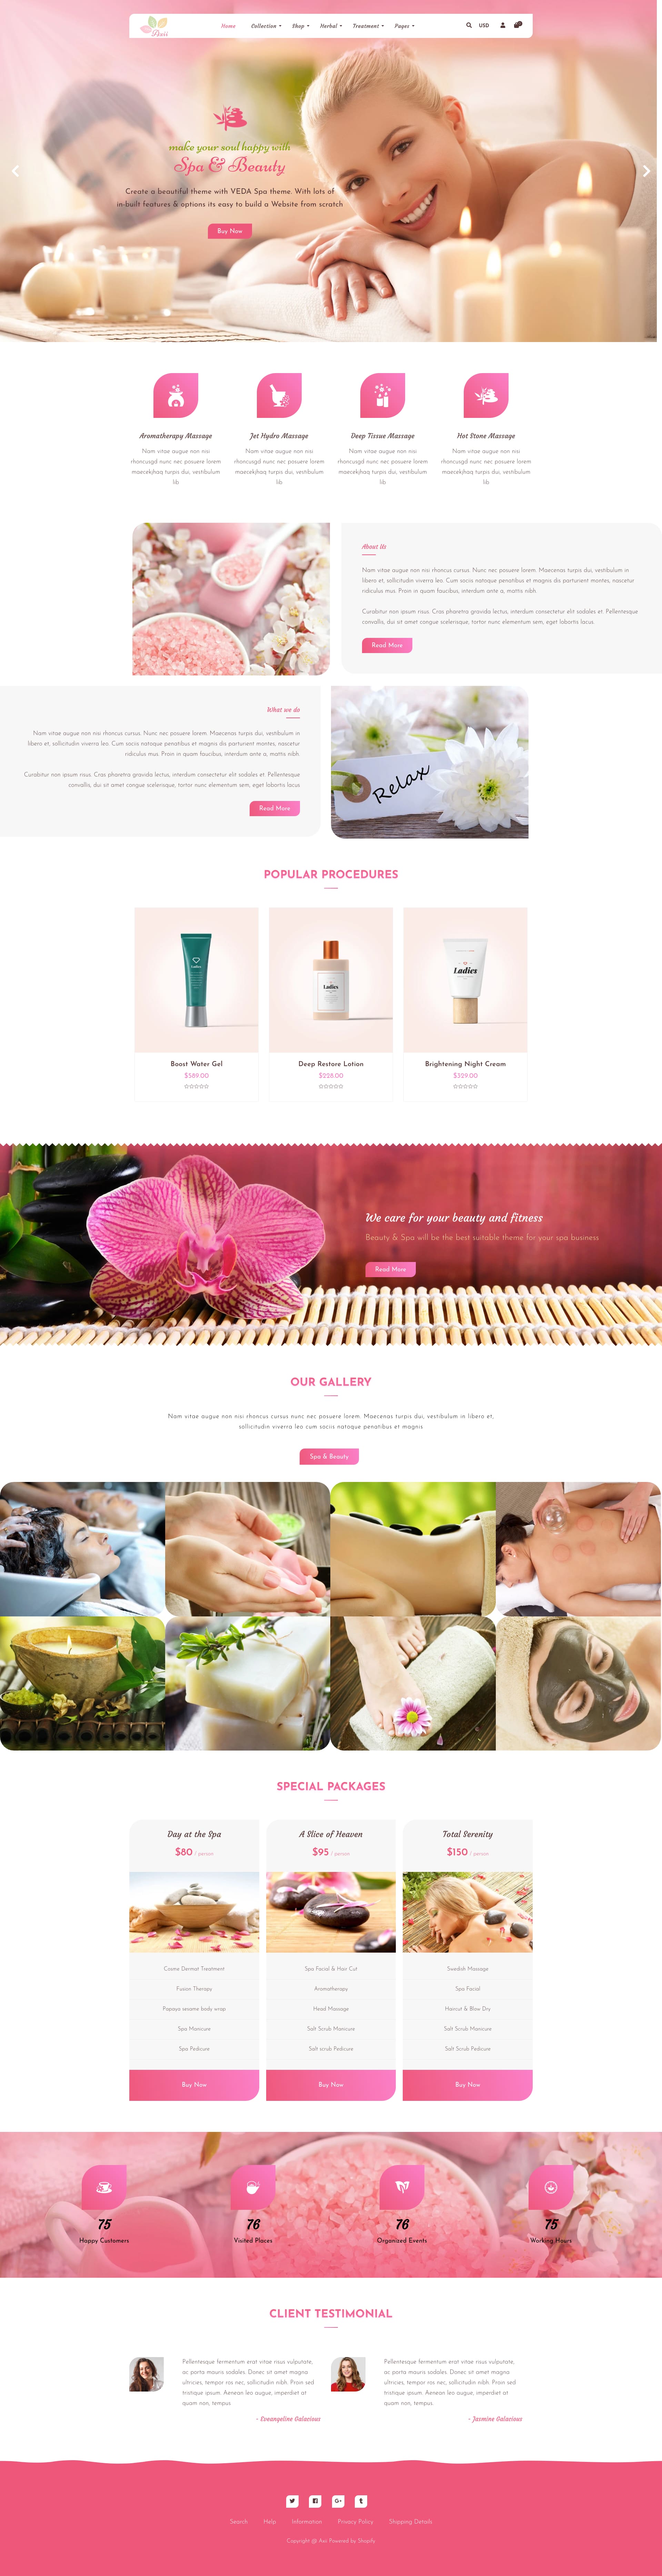 Avii
Home Collection Shop Herbal Treatment Pages USD
make your soul happy with
Spa & Beauty
Create a beautiful theme with VEDA Spa theme. With lots of
in-built features & options its easy to build a Website from scratch
Buy Now
Aromatherapy Massage
Nam vitae augue non nisi
rhoncusgd nunc nec posuere lorem
maecekjhaq turpis dui, vestibulum
lib
Jet Hydro Massage
Nam vitae augue non nisi
rhoncusgd nunc nec posuere lorem
maecekjhaq turpis dui, vestibulum
lib
Deep Tissue Massage
Nam vitae augue non nisi
rhoncusgd nunc nec posuere lorem
maecekjhaq turpis dui, vestibulum
lib
Hot Stone Massage
Nam vitae augue non nisi
rhoncusgd nunc nec posuere lorem
maecekjhaq turpis dui, vestibulum
lib
About Us
Nam vitae augue non nisi rhoncus cursus. Nunc nec posuere lorem. Maecenas turpis dui, vestibulum in
libero et, sollicitudin viverra leo. Cum sociis natoque penatibus et magnis dis parturient montes, nascetur
ridiculus mus. Proin in quam faucibus, interdum ante a, mattis nibh.
Curabitur non ipsum risus. Cras pharetra gravida lectus, interdum consectetur elit sodales et. Pellentesque
convallis, dui sit amet congue scelerisque, tortor nunc elementum sem, eget lobortis lacus.
Read More
What we do
Nam vitae augue non nisi rhoncus cursus. Nunc nec posuere lorem. Maecenas turpis dui, vestibulum in
libero et, sollicitudin viverra leo. Cum sociis natoque penatibus et magnis dis parturient montes, nascetur
ridiculus mus. Proin in quam faucibus, interdum ante a, mattis nibh.
Curabitur non ipsum risus. Cras pharetra gravida lectus, interdum consectetur elit sodales et. Pellentesque
convallis, dui sit amet congue scelerisque, tortor nunc elementum sem, eget lobortis lacus.
Read More
Relax
POPULAR PROCEDURES
Ladies
Ladies
Ladies
Boost Water Gel
$389.00
Deep Restore Lotion
$228.00
Brightening Night Cream
$329.00
We care for your beauty and fitness
Beauty & Spa will be the best suitable theme for your spa business
Read More
OUR GALLERY
Nam vitae augue non nisi rhoncus cursus nunc nec posuere lorem. Maecenas turpis dui, vestibulum in libero et,
sollicitudin viverra leo cum sociis natoque penatibus et magnis
Spa & Beauty
SPECIAL PACKAGES
Day at the Spa
$80 / person
Cosme Dermat Treatment
Fusion Therapy
Papaya sesame body wrap
Spa Mainicure
Spa Pedicure
Buy Now
A Slice of Heaven
$95 / person
Spa Facial & Hair Cut
Aromatherapy
Head Massage
Salt Scrub Manicure
Salt scrub Pedicure
Buy Now
Total Serenity
$150 / person
Swedish Massage
Spa Facial
Haircut & Blow Dry
Salt Scrub Manicure
Salt Scrub Pedicure
Buy Now
75
Happy Customers
76
Visited Places
76
Organized Events
75
Working Hours
CLIENT TESTIMONIAL
Pellentesque fermentum erat vitae risus vulputate,
ac porta mauris sodales. Donec sit amet magna
ultricies, tempor ros nec, sollicitudin nibh. Proin sed
tristique ipsum. Aenean leo augue, imperdiet at
quam non, tempus
- Evvangeline Galacious
Pellentesque fermentum erat vitae risus vulputate,
ac porta mauris sodales. Donec sit amet magna
ultricies, tempor ros nec, sollicitudin nibh. Proin sed
tristique ipsum. Aenean leo augue, imperdiet at
quam non, tempus
- Jasmine Galacious
Search Help Information Privacy Policy Shipping Details
Copyright @ Avii Powered by Shopify